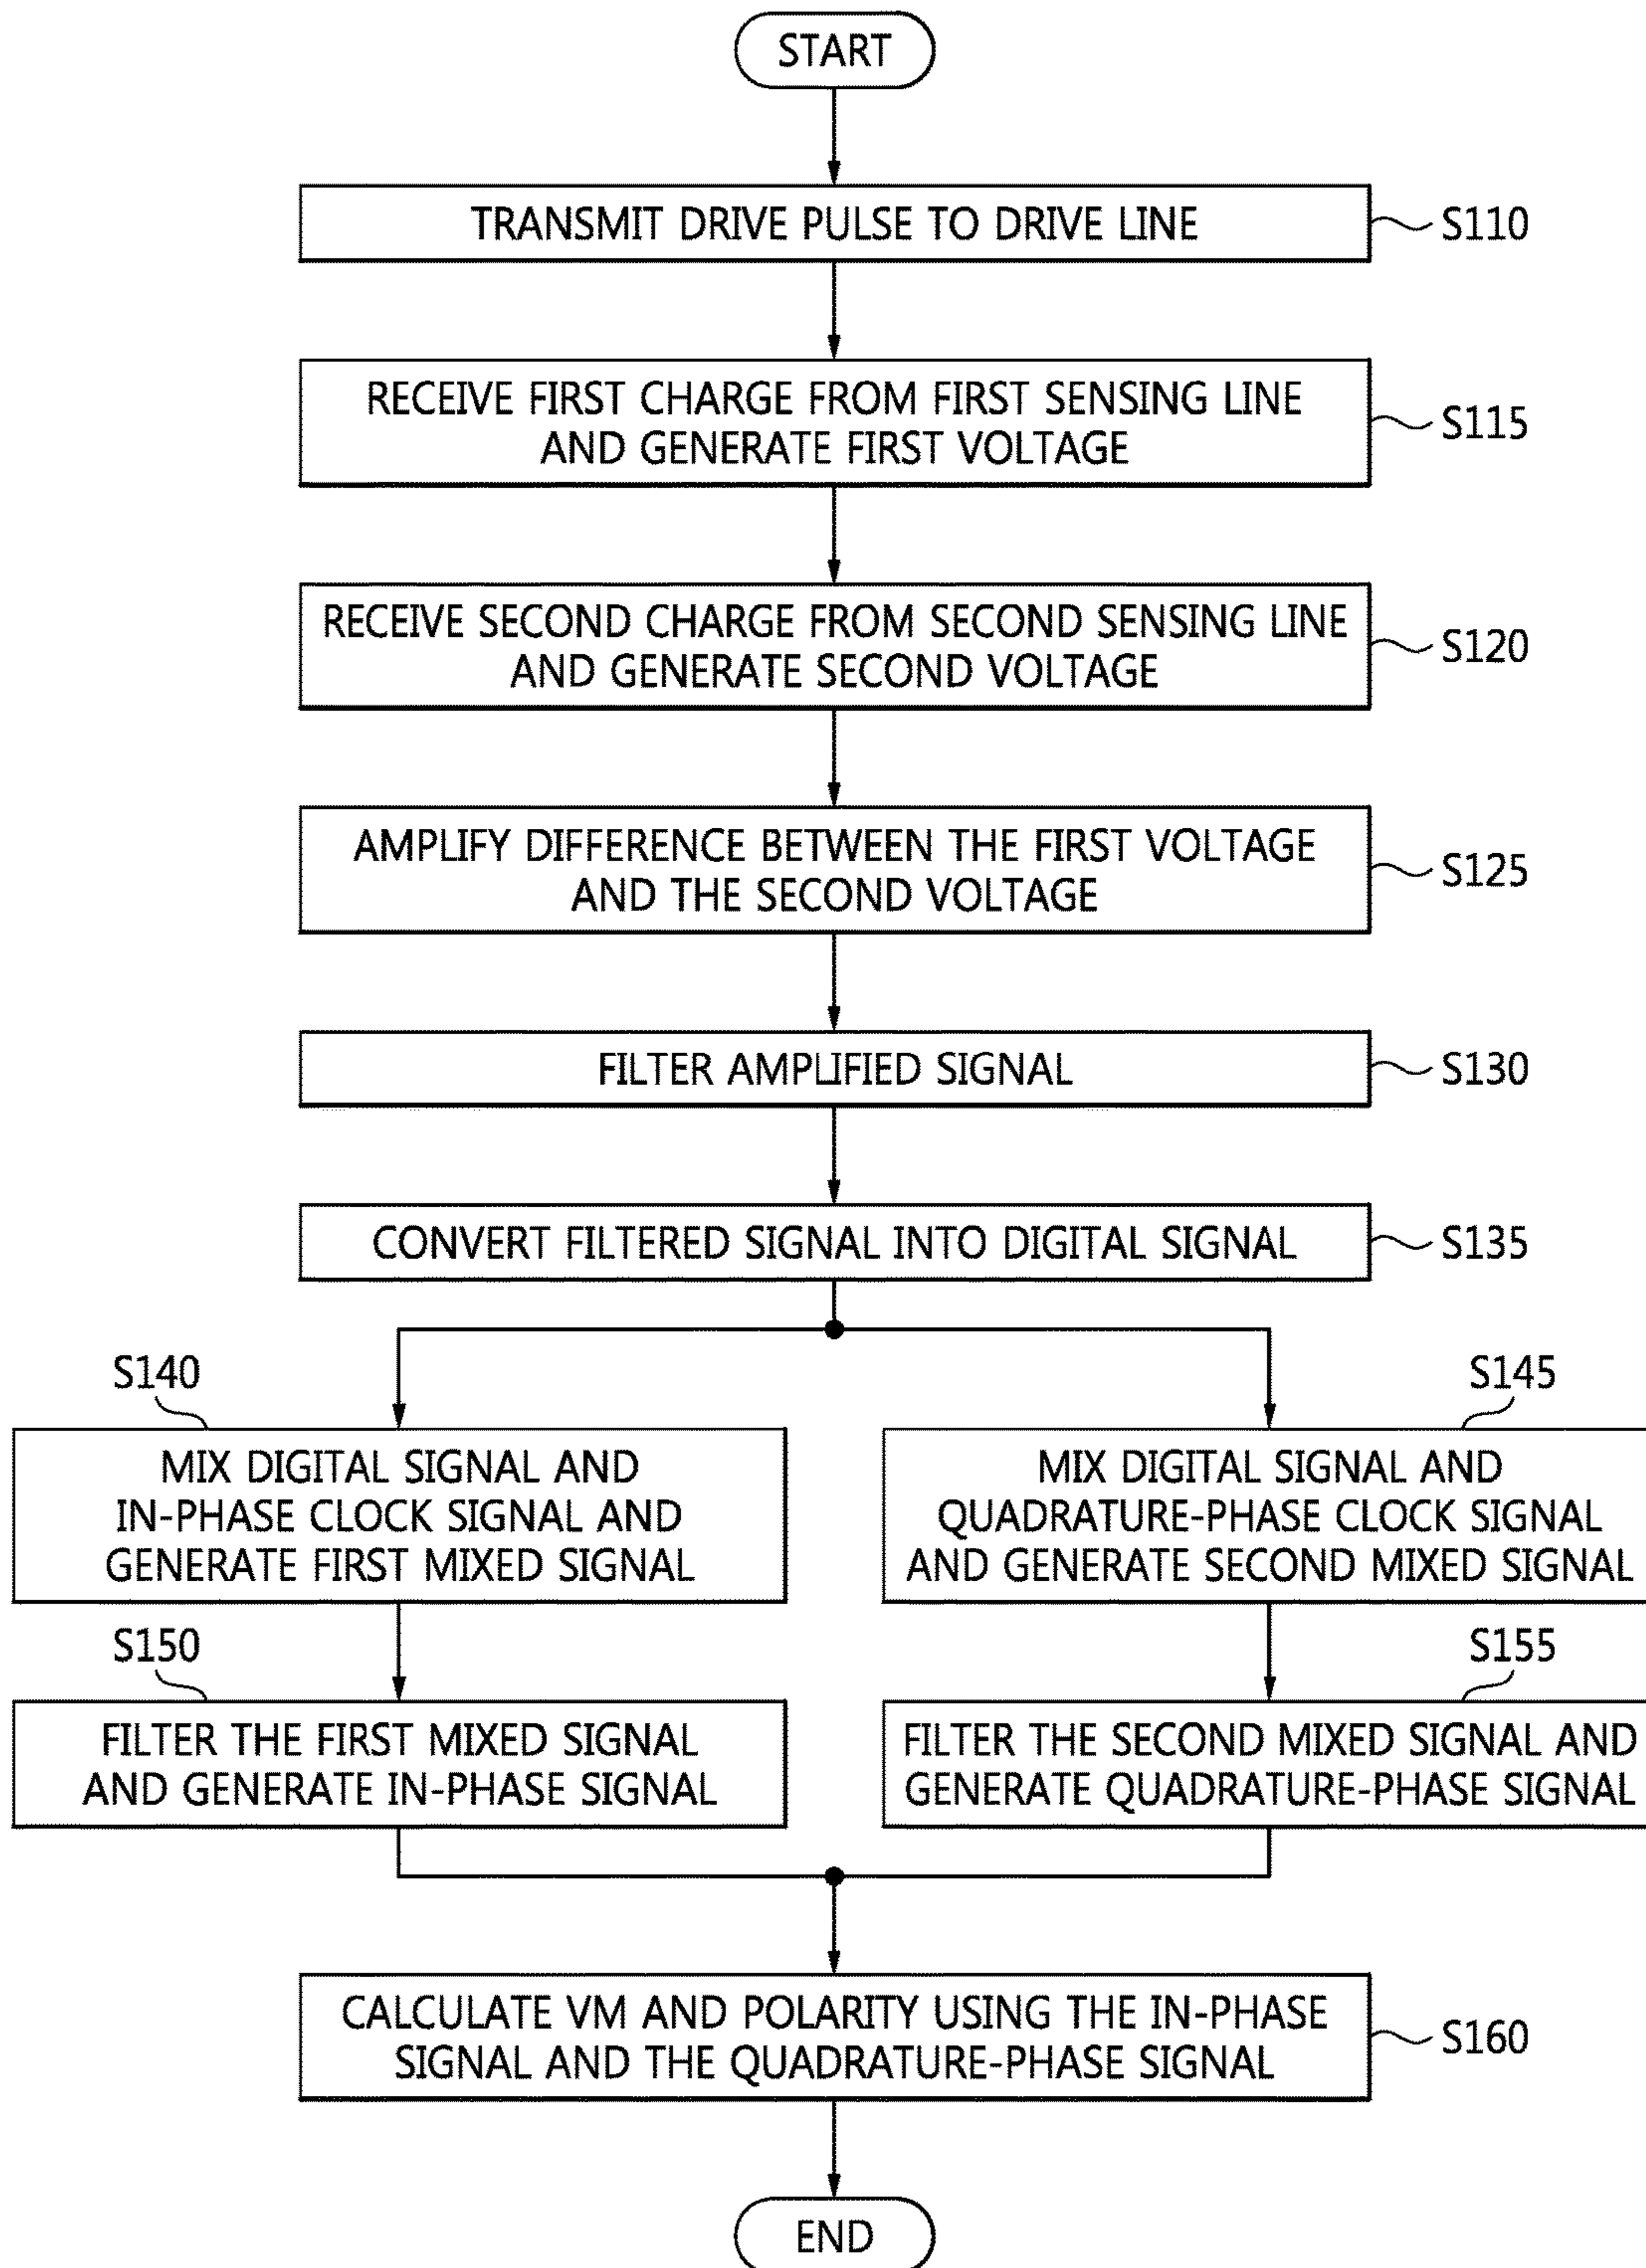 START
TRANSMIT DRIVE PULSE TO DRIVE LINE
S110
RECEIVE FIRST CHARGE FROM FIRST SENSING LINE
AND GENERATE FIRST VOLTAGE
S115
RECEIVE SECOND CHARGE FROM SECOND SENSING LINE
AND GENERATE SECOND VOLTAGE
S120
AMPLIFY DIFFERENCE BETWEEN THE FIRST VOLTAGE
AND THE SECOND VOLTAGE
S125
FILTER AMPLIFIED SIGNAL
S130
CONVERT FILTERED SIGNAL INTO DIGITAL SIGNAL
S135
S140
MIX DIGITAL SIGNAL AND
IN-PHASE CLOCK SIGNAL AND
GENERATE FIRST MIXED SIGNAL
S145
MIX DIGITAL SIGNAL AND
QUADRATURE-PHASE CLOCK SIGNAL
AND GENERATE SECOND MIXED SIGNAL
S150
FILTER THE FIRST MIXED SIGNAL
AND GENERATE IN-PHASE SIGNAL
S155
FILTER THE SECOND MIXED SIGNAL AND
GENERATE QUADRATURE-PHASE SIGNAL
CALCULATE VM AND POLARITY USING THE IN-PHASE
SIGNAL AND THE QUADRATURE-PHASE SIGNAL
S160
END